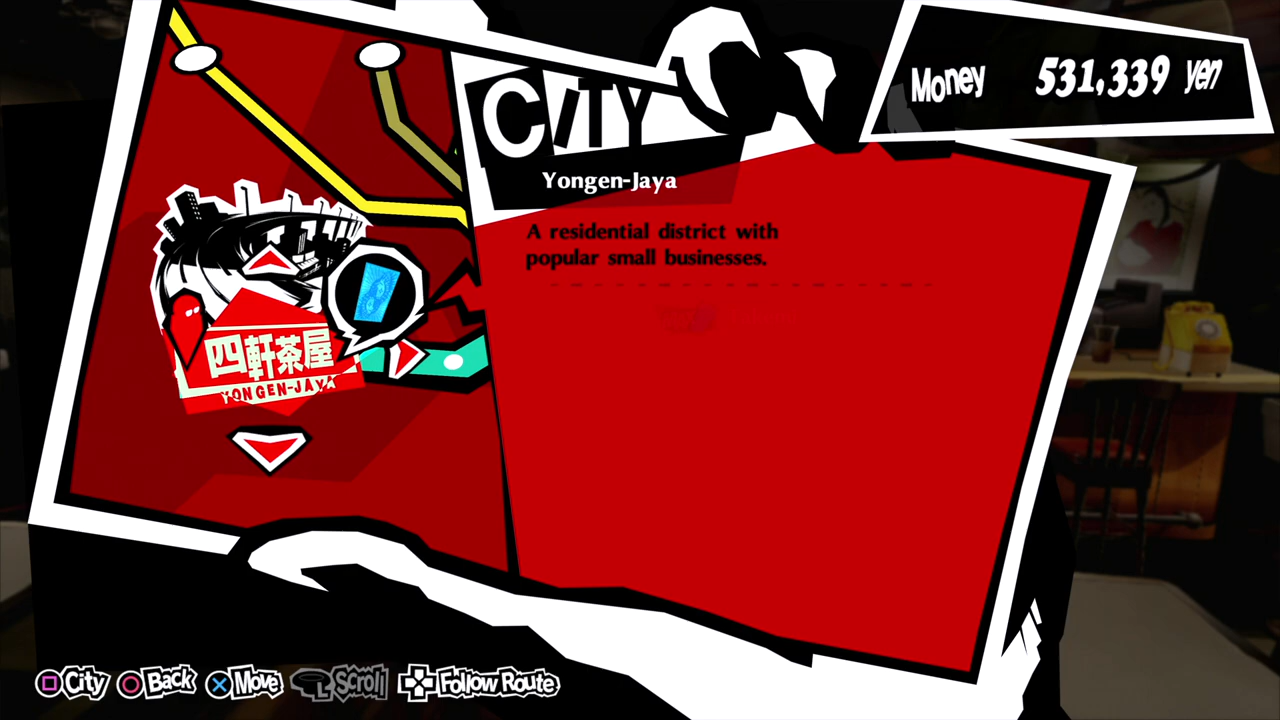 CITY
Money 531,339 yen
Yongen-Jaya
A residential district with
popular small businesses.
四軒茶屋
YONGEN-JAYA
City Back Move L Scroll Follow Route